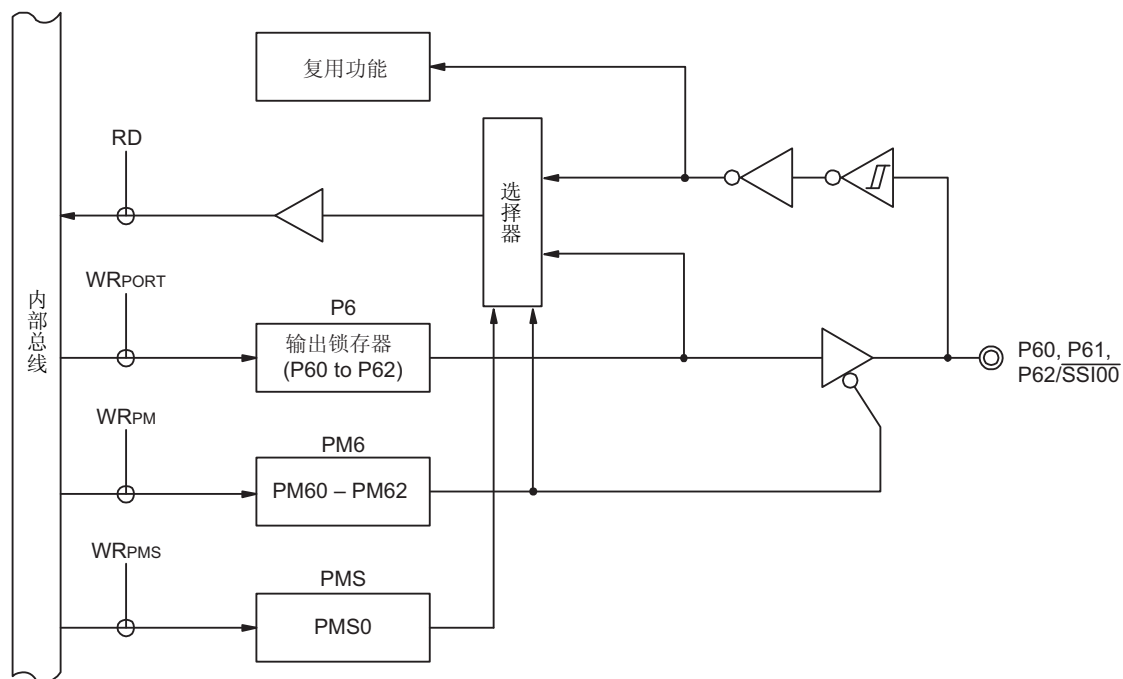 复用功能
RD
选择器
WRPORT
P6
内部总线
输出锁存器
(P60 to P62)
P60, P61,
P62/SSI00
WRPM
PM6
PM60 – PM62
WRPMS
PMS
PMS0